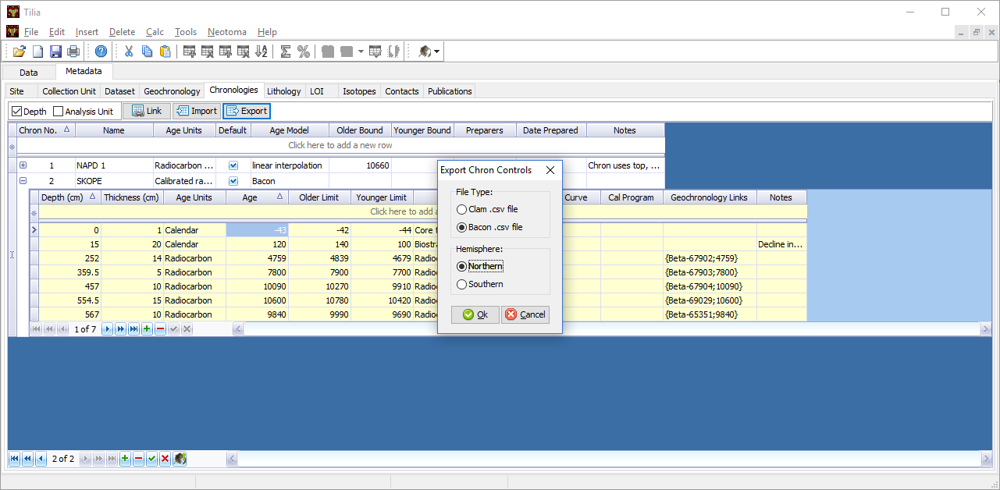 Tilia
File Edit Insert Delete Calc Tools Neotoma Help
Data Metadata
Site Collection Unit Dataset Geochronology Chronologies Lithology LOI Isotopes Contacts Publications
Depth Analysis Unit Link Import Export
Chron No. Name Age Units Default Age Model Older Bound Younger Bound Preparers Date Prepared Notes
Click here to add a new row
1 NAPD 1 Radiocarbon ... linear interpolation 10660 Chron uses top, ...
2 SKOPE Calibrated ra... Bacon
Depth (cm) Thickness (cm) Age Units Age Older Limit Younger Limit Curve Cal Program Geochronology Links Notes
Click here to add
0 1 Calendar -43 -42 -44 Core
15 20 Calendar 120 140 100 Biostra Decline in...
252 14 Radiocarbon 4759 4839 4679 Radio {Beta-67902;4759}
359.5 5 Radiocarbon 7800 7900 7700 Radio {Beta-67903;7800}
457 10 Radiocarbon 10090 10270 9910 Radio {Beta-67904;10090}
554.5 15 Radiocarbon 10600 10780 10420 Radio {Beta-69029;10600}
567 10 Radiocarbon 9840 9990 9690 Radio {Beta-65351;9840}
1 of 7
Export Chron Controls
File Type:
Clam .csv file
Bacon .csv file
Hemisphere:
Northern
Southern
Ok Cancel
2 of 2